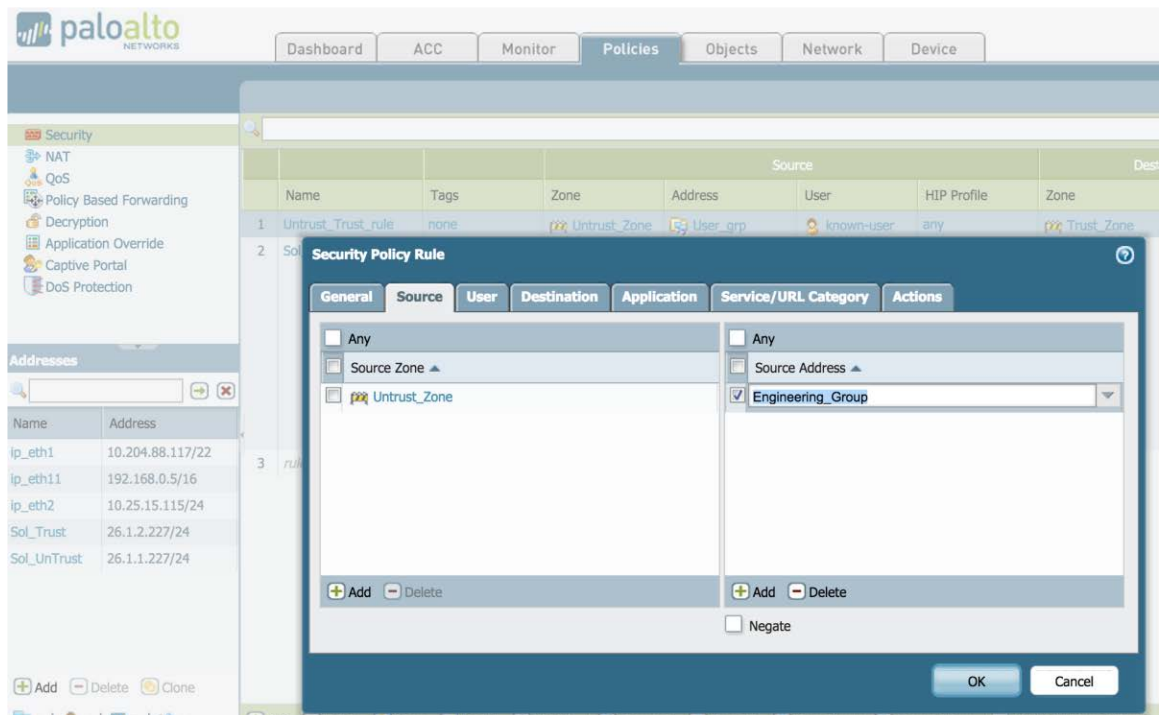 paloalto
NETWORKS
Dashboard ACC Monitor Policies Objects Network Device
Security
NAT
QoS
Policy Based Forwarding
Decryption
Application Override
Captive Portal
DoS Protection
Source
Name Tags Zone Address User HIP Profile Zone
1 Untrust_Trust_rule none Untrust_Zone User_grp known-user any Trust_Zone
2 Sol
3
Security Policy Rule
General Source User Destination Application Service/URL Category Actions
Any
Source Zone
Untrust_Zone
Add Delete
Any
Source Address
Engineering_Group
Add Delete
Negate
OK Cancel
Addresses
Name Address
ip_eth1 10.204.88.117/22
ip_eth11 192.168.0.5/16
ip_eth2 10.25.15.115/24
Sol_Trust 26.1.2.227/24
Sol_UnTrust 26.1.1.227/24
Add Delete Clone